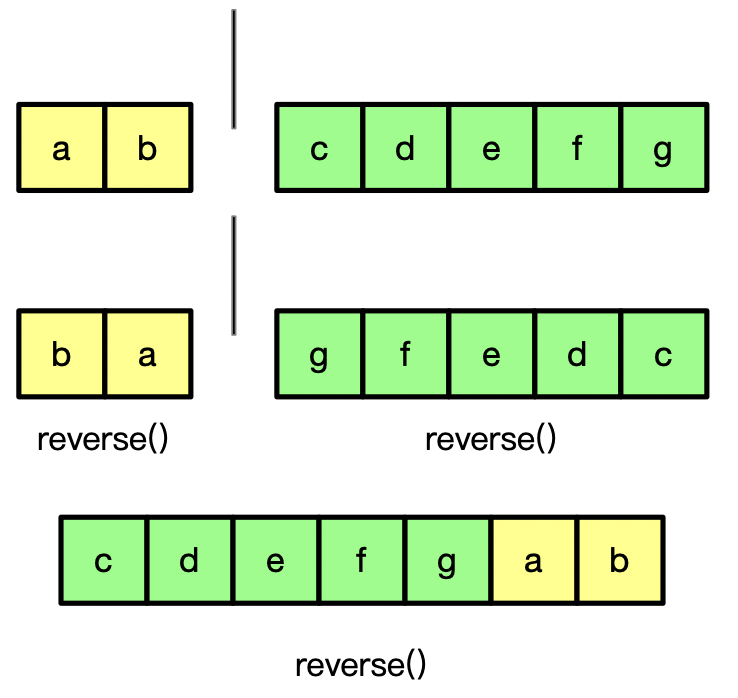 a b c d e f g
b a g f e d c
reverse() reverse()
c d e f g a b
reverse()